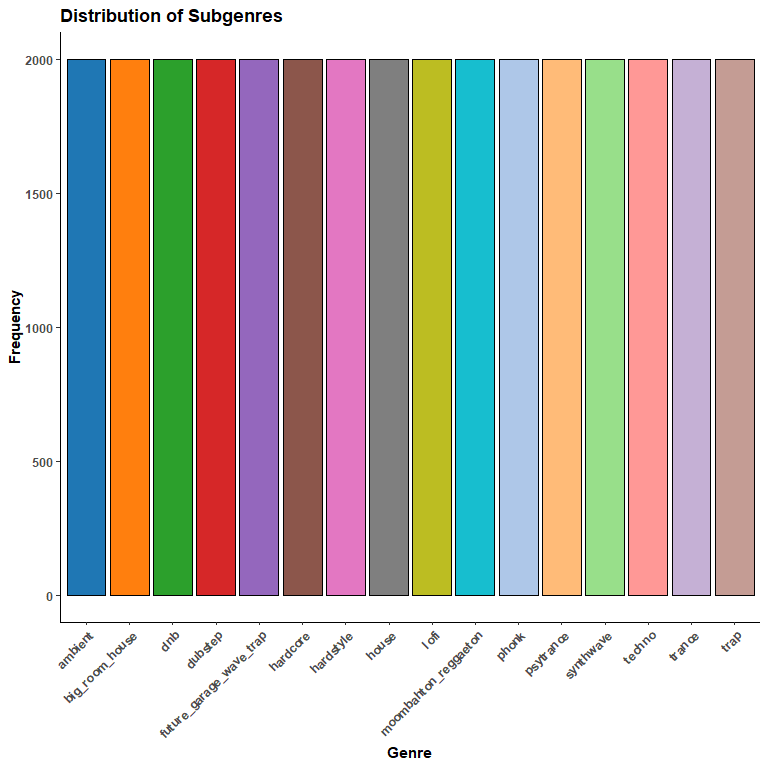 Distribution of Subgenres
Frequency
2000
1500
1000
500
0
ambient
big_room_house
dnb
dubstep
future_garage_wave_trap
hardcore
hardstyle
house
lofi
moombahton_reggaeton
phonk
psytrance
synthwave
techno
trance
trap
Genre